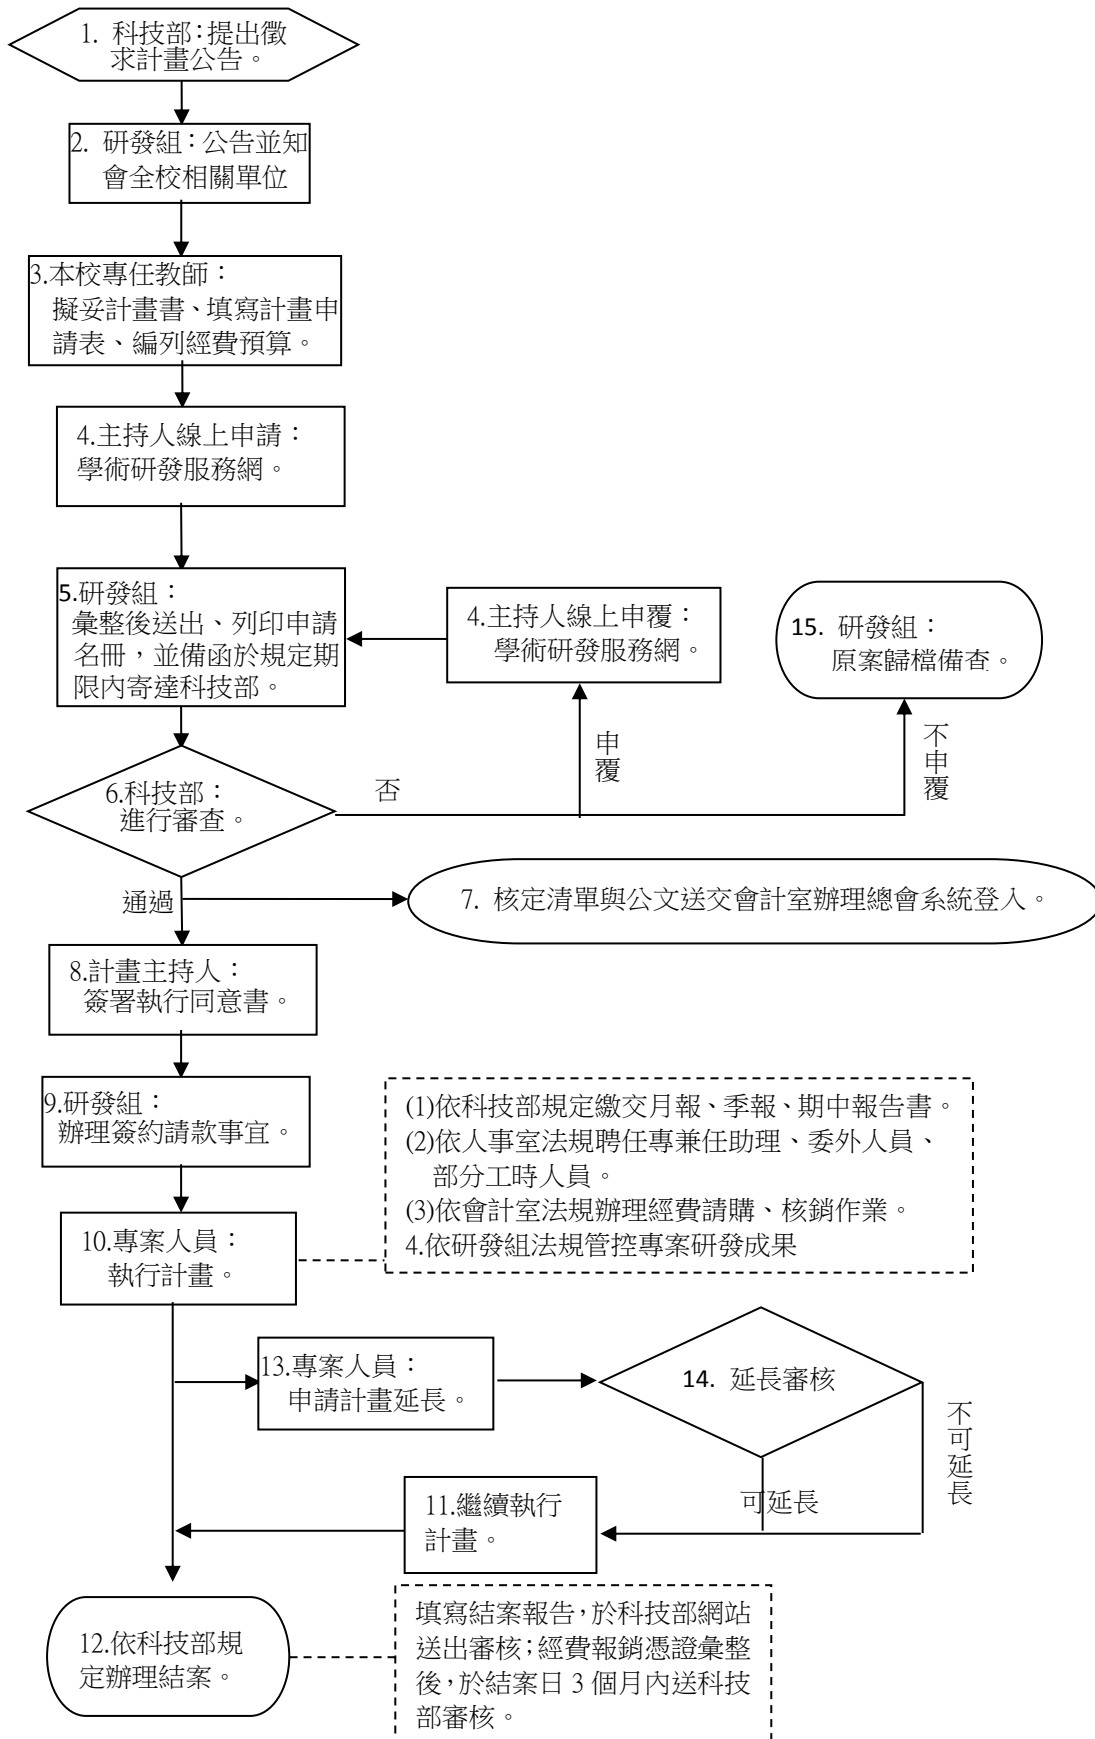 1. 科技部：提出徵
求計畫公告。
2. 研發組：公告並知
會全校相關單位
3.本校專任教師：
擬妥計畫書、填寫計畫申
請表、編列經費預算。
4.主持人線上申請：
學術研發服務網。
5.研發組：
彙整後送出、列印申請
名冊，並備函於規定期
限內寄達科技部。
4.主持人線上申覆：
學術研發服務網。
15. 研發組：
原案歸檔備查。
申覆
不申覆
6.科技部：
進行審查。
否
通過
7. 核定清單與公文送交會計室辦理總會系統登入。
8.計畫主持人：
簽署執行同意書。
9.研發組：
辦理簽約請款事宜。
(1)依科技部規定繳交月報、季報、期中報告書。
(2)依人事室法規聘任專兼任助理、委外人員、
部分工時人員。
(3)依會計室法規辦理經費請購、核銷作業。
4.依研發組法規管控專案研發成果
10.專案人員：
執行計畫。
13.專案人員：
申請計畫延長。
14. 延長審核
不可延長
可延長
11.繼續執行
計畫。
12.依科技部規
定辦理結案。
填寫結案報告，於科技部網站
送出審核；經費報銷憑證彙整
後，於結案日 3 個月內送科技
部審核。